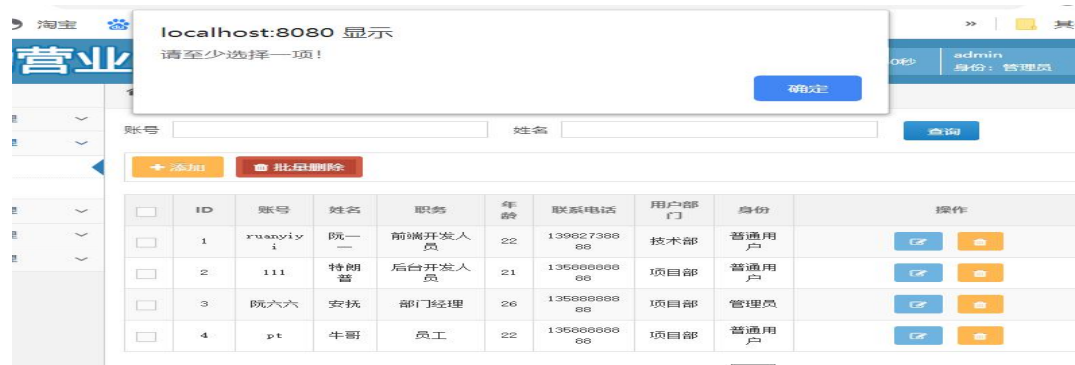 淘宝
»
其
营业
localhost:8080 显示
请至少选择一项!
确定
0秒
admin
身份: 管理员
账号
姓名
查询
添加
批量删除
ID 账号 姓名 职务 年龄 联系电话 用户部门 身份 操作
1 ruanyiyi 阮一一 前端开发人员 22 13982738888 技术部 普通用户
2 111 特朗普 后台开发人员 21 13588888888 项目部 普通用户
3 阮六六 安抚 部门经理 26 13588888888 项目部 管理员
4 pt 牛哥 员工 22 13588888888 项目部 普通用户